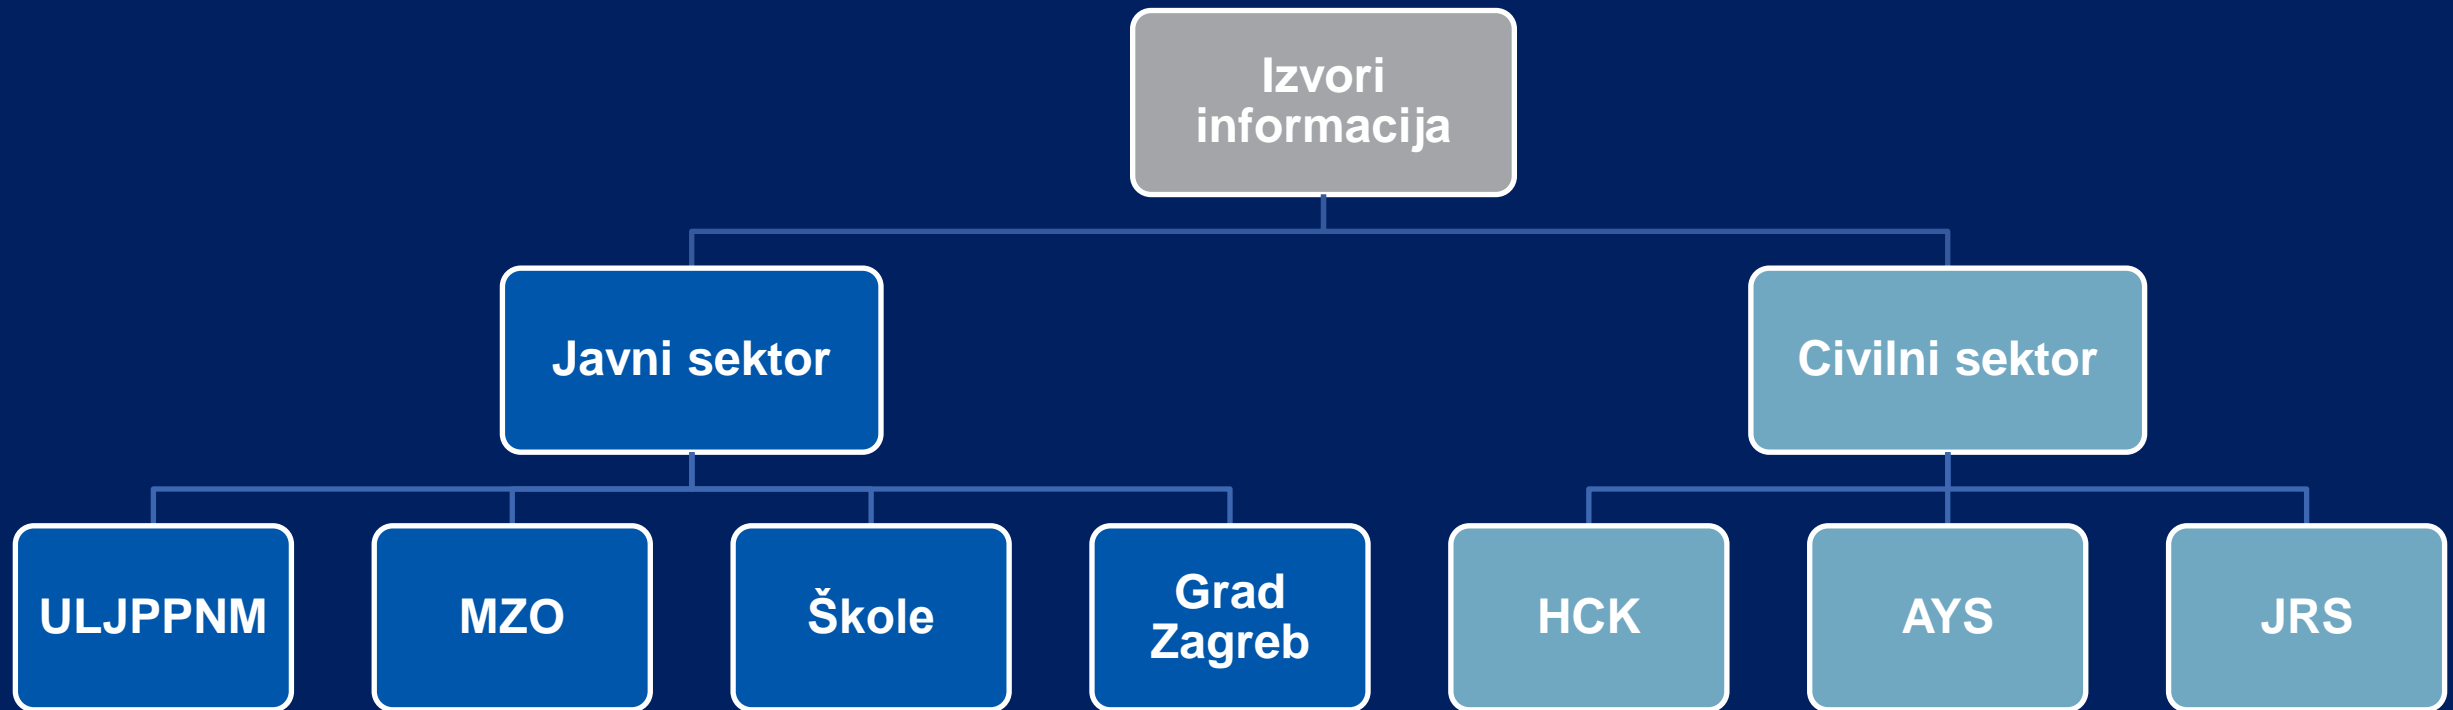 Izvori
informacija
Javni sektor
Civilni sektor
ULJPPNM
MZO
Škole
Grad
Zagreb
HCK
AYS
JRS